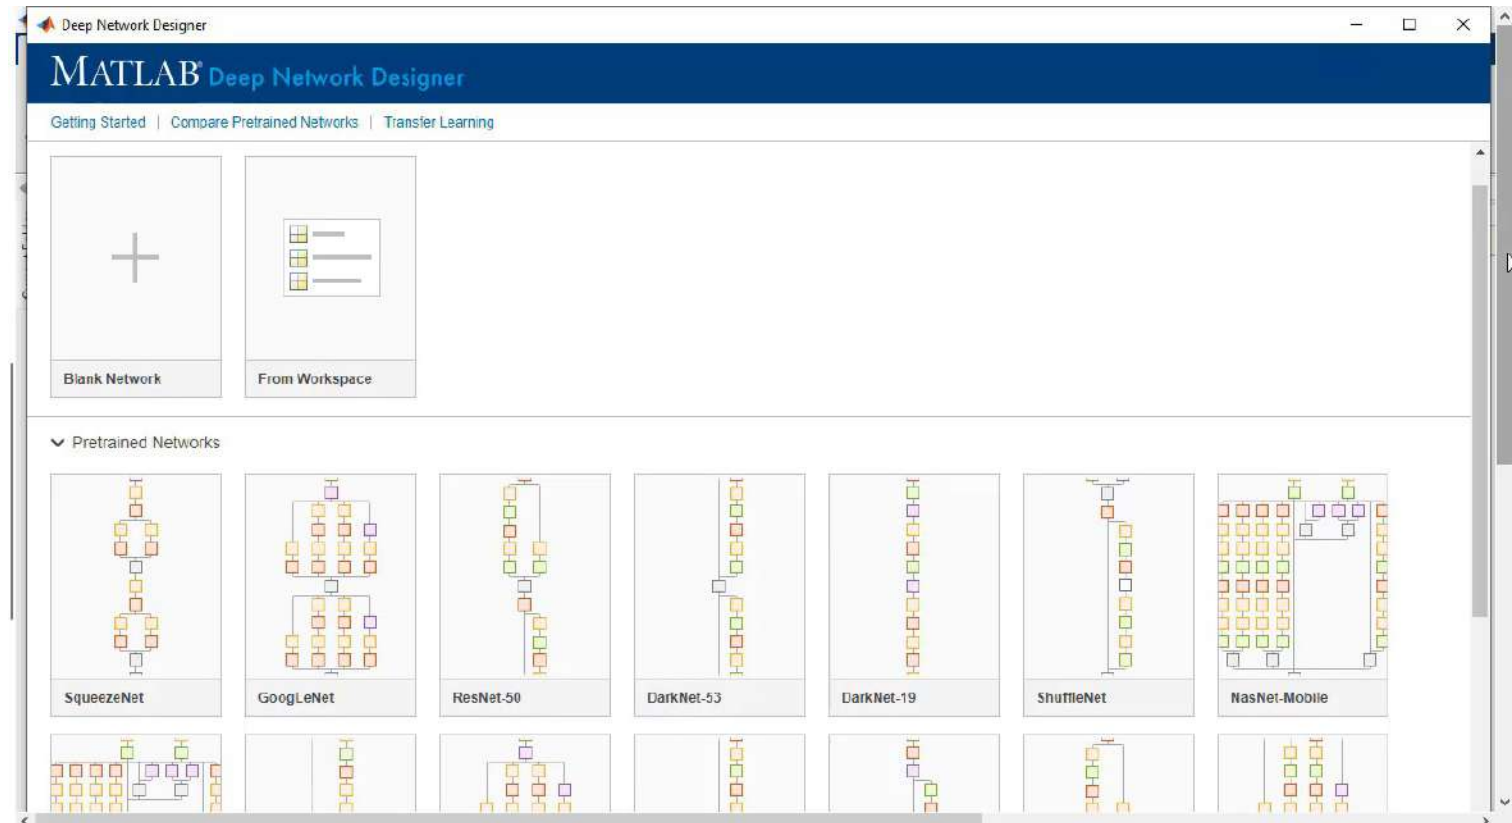 Deep Network Designer
MATLAB® Deep Network Designer
Getting Started | Compare Pretrained Networks | Transfer Learning
Blank Network
From Workspace
Pretrained Networks
SqueezeNet
GoogLeNet
ResNet-50
DarkNet-53
DarkNet-19
ShuffleNet
NasNet-Mobile